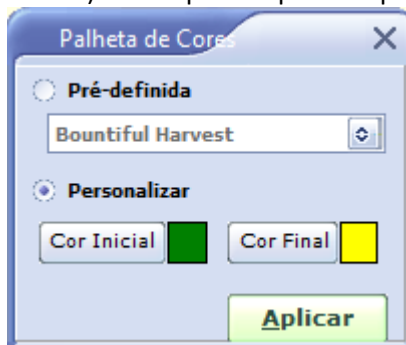 Palheta de Cores
Pré-definida
Bountiful Harvest
Personalizar
Cor Inicial Cor Final
Aplicar